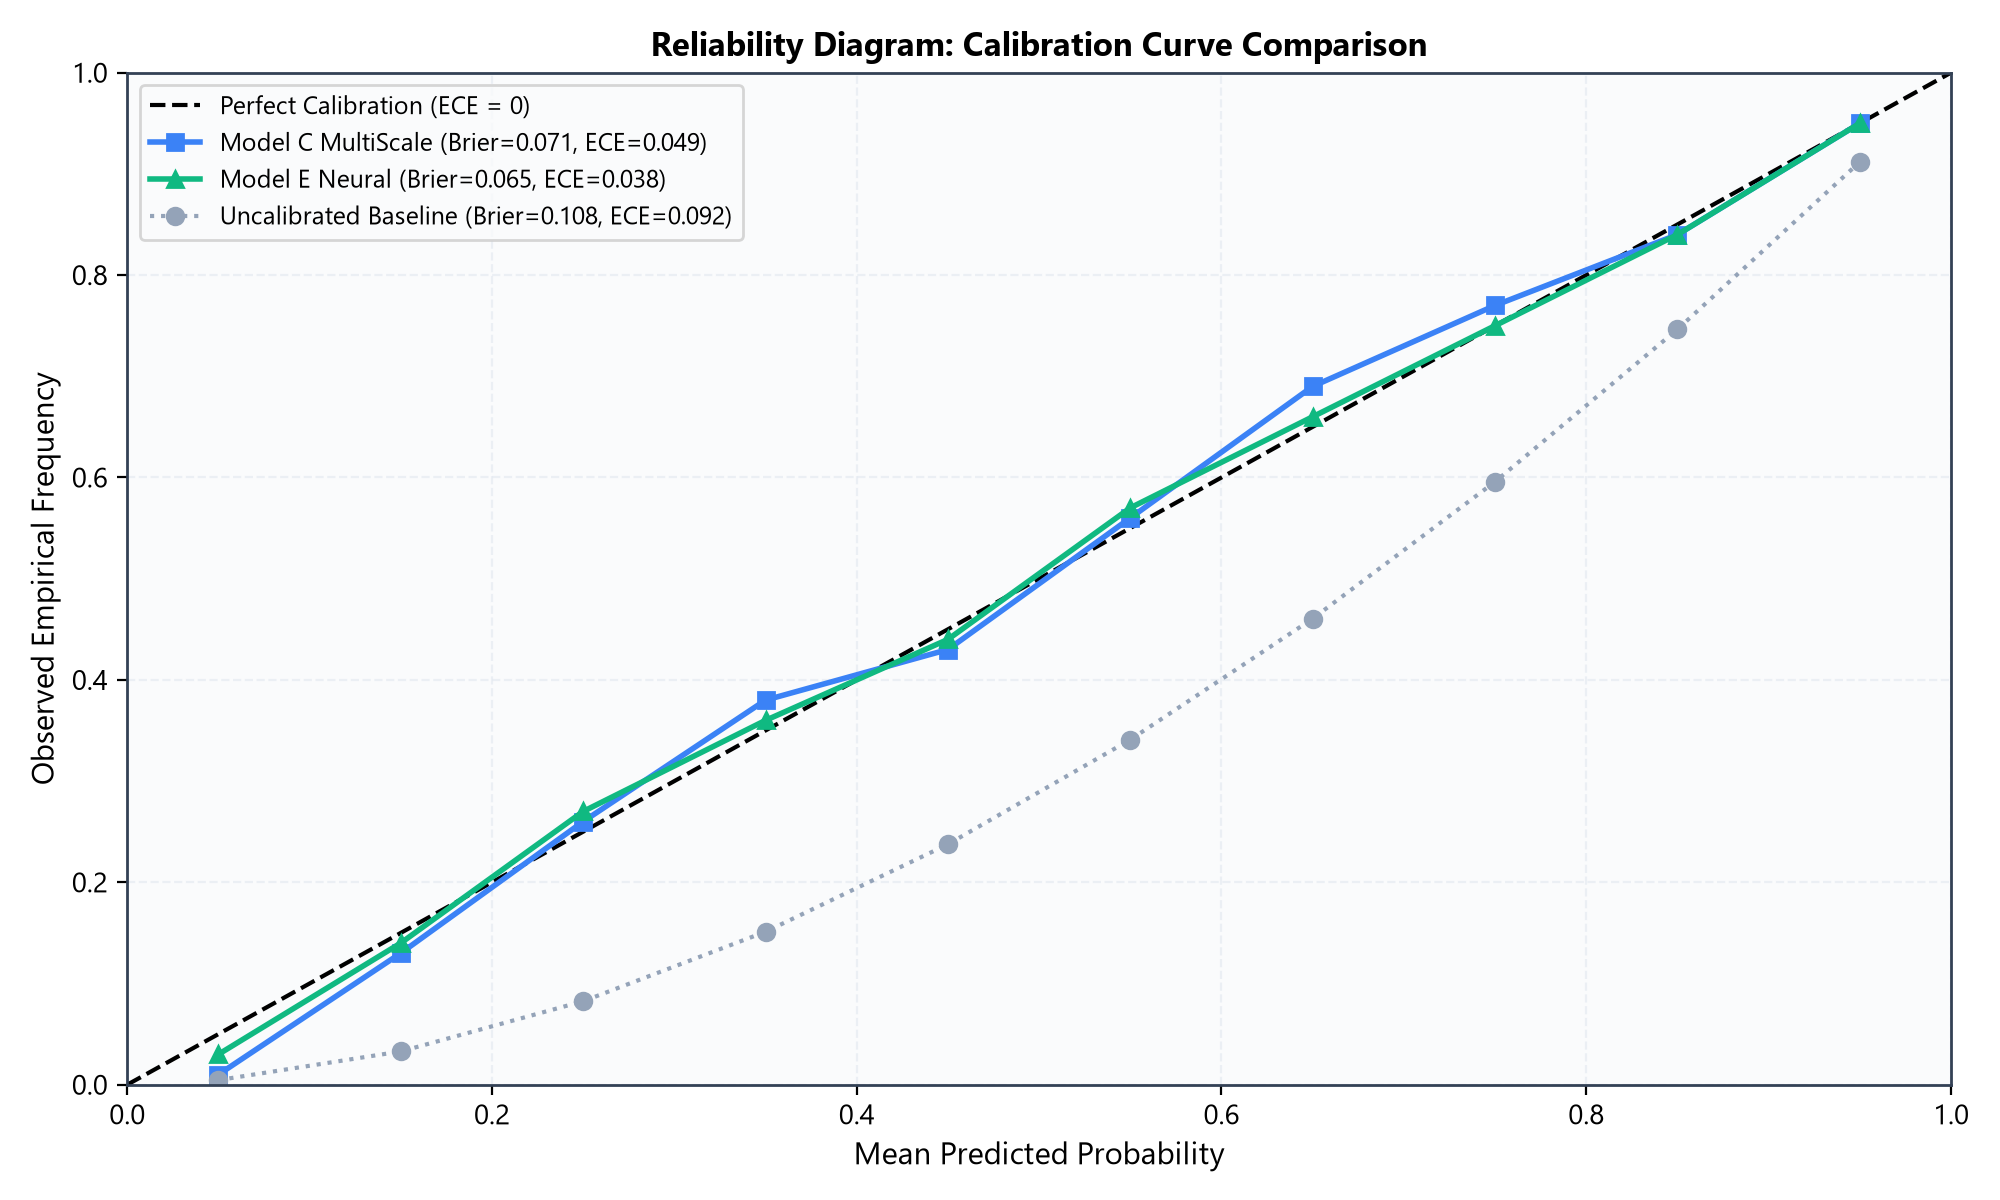 Reliability Diagram: Calibration Curve Comparison
Perfect Calibration (ECE = 0)
Model C MultiScale (Brier=0.071, ECE=0.049)
Model E Neural (Brier=0.065, ECE=0.038)
Uncalibrated Baseline (Brier=0.108, ECE=0.092)
Observed Empirical Frequency
1.0
0.8
0.6
0.4
0.2
0.0
0.0 0.2 0.4 0.6 0.8 1.0
Mean Predicted Probability